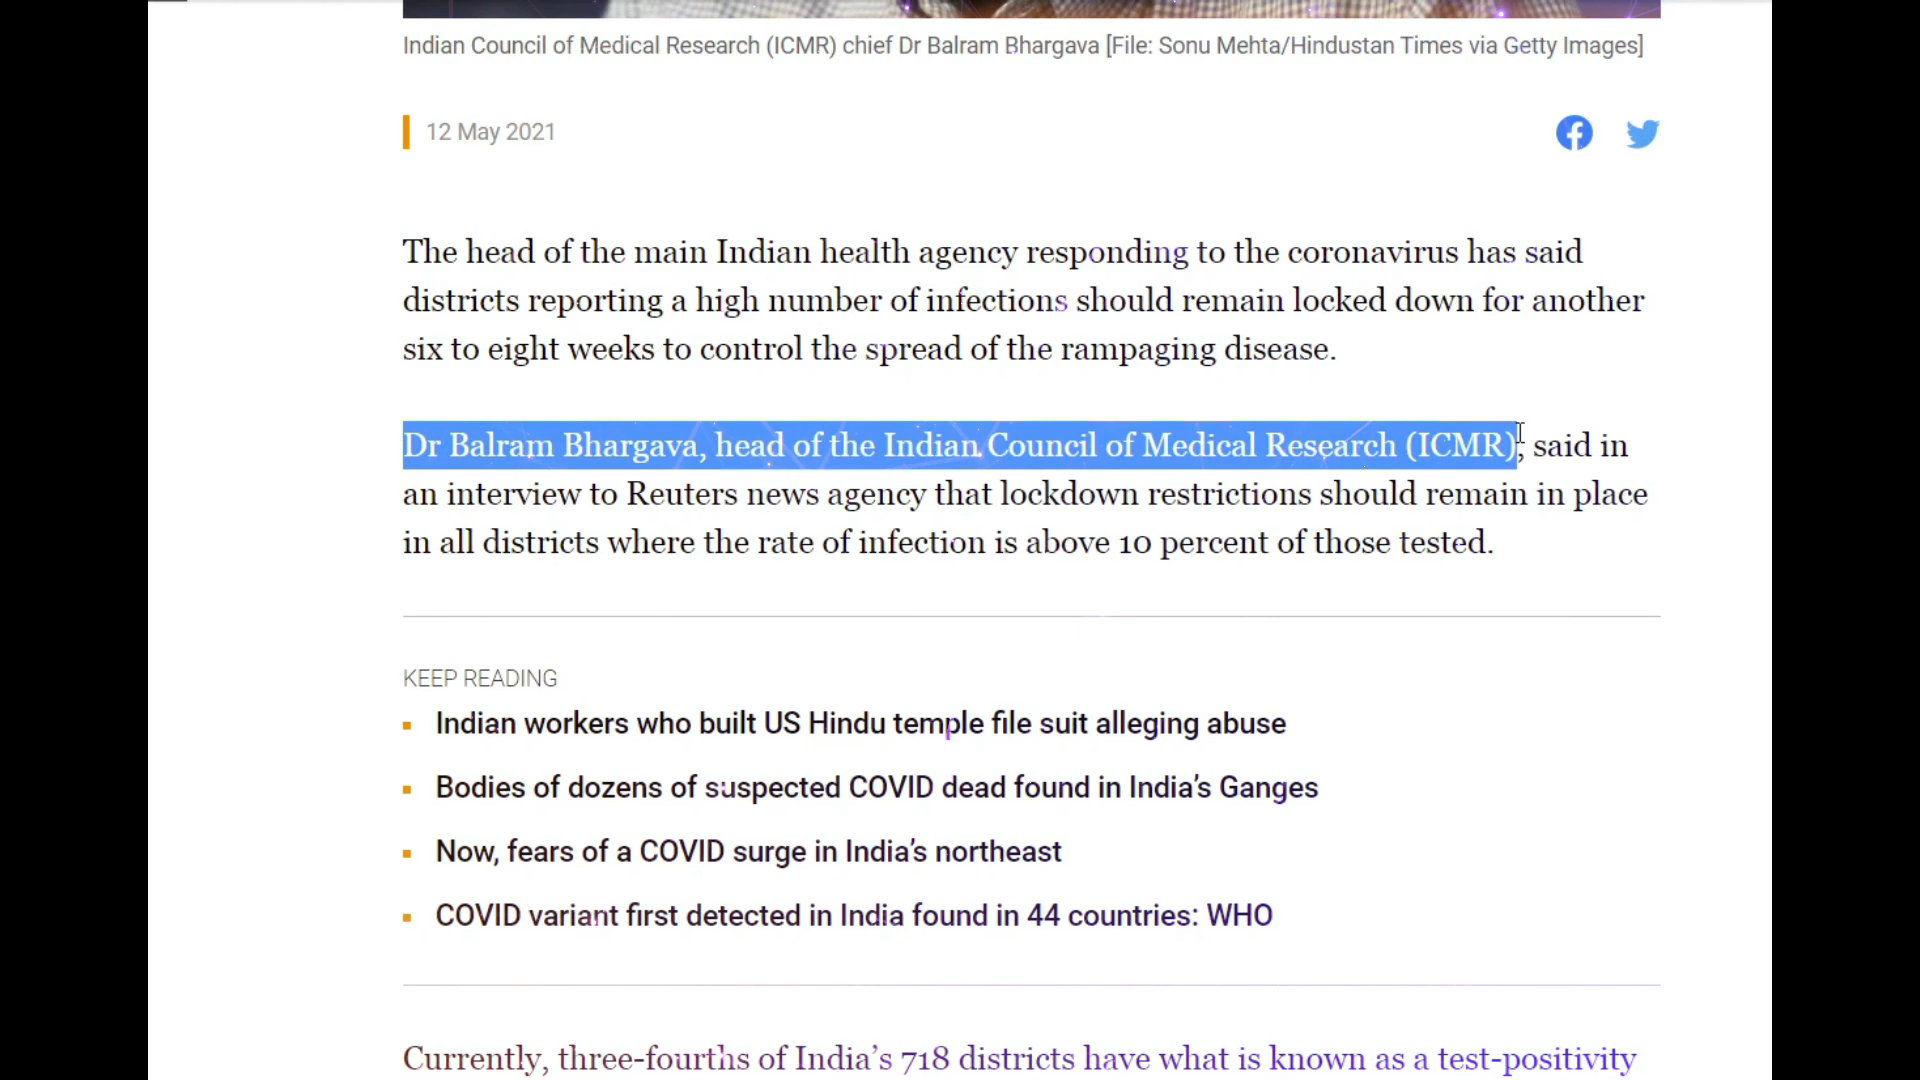 Indian Council of Medical Research (ICMR) chief Dr Balram Bhargava [File: Sonu Mehta/Hindustan Times via Getty Images]
12 May 2021
The head of the main Indian health agency responding to the coronavirus has said
districts reporting a high number of infections should remain locked down for another
six to eight weeks to control the spread of the rampaging disease.
Dr Balram Bhargava, head of the Indian Council of Medical Research (ICMR), said in
an interview to Reuters news agency that lockdown restrictions should remain in place
in all districts where the rate of infection is above 10 percent of those tested.
KEEP READING
Indian workers who built US Hindu temple file suit alleging abuse
Bodies of dozens of suspected COVID dead found in India’s Ganges
Now, fears of a COVID surge in India’s northeast
COVID variant first detected in India found in 44 countries: WHO
Currently, three-fourths of India’s 718 districts have what is known as a test-positivity